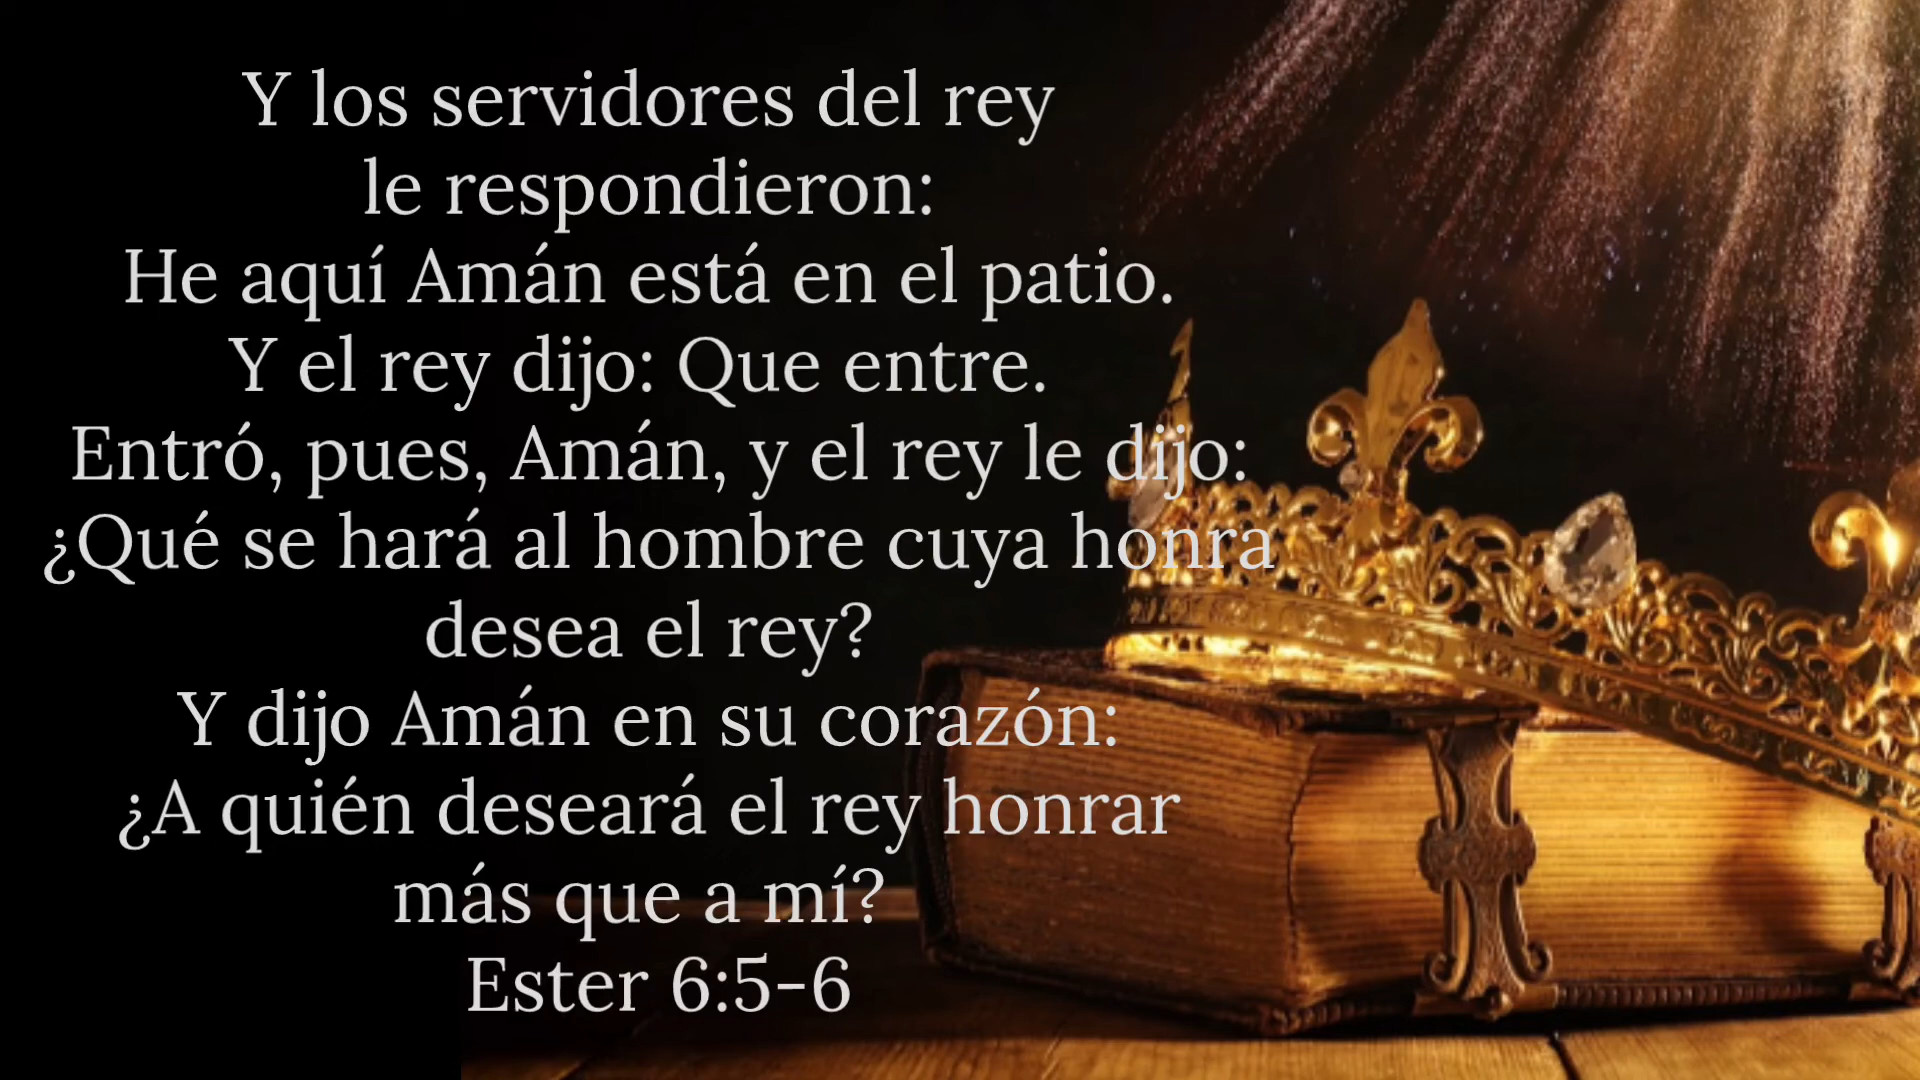 Y los servidores del rey
le respondieron:
He aquí Amán está en el patio.
Y el rey dijo: Que entre.
Entró, pues, Amán, y el rey le dijo:
¿Qué se hará al hombre cuya honra
desea el rey?
Y dijo Amán en su corazón:
¿A quién deseará el rey honrar
más que a mí?
Ester 6:5-6